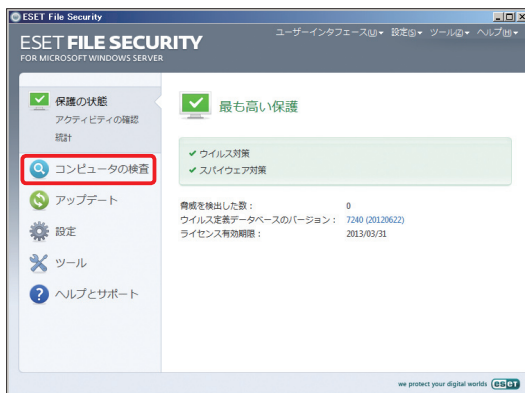 ESET File Security
ESET FILE SECURITY
FOR MICROSOFT WINDOWS SERVER
ユーザーインタフェース(U)▾ 設定(S)▾ ツール(Z)▾ ヘルプ(H)▾
保護の状態
アクティビティの確認
統計
コンピュータの検査
アップデート
設定
ツール
ヘルプとサポート
最も高い保護
ウイルス対策
スパイウェア対策
脅威を検出した数： 0
ウイルス定義データベースのバージョン： 7240 (20120622)
ライセンス有効期限： 2013/03/31
we protect your digital worlds eset